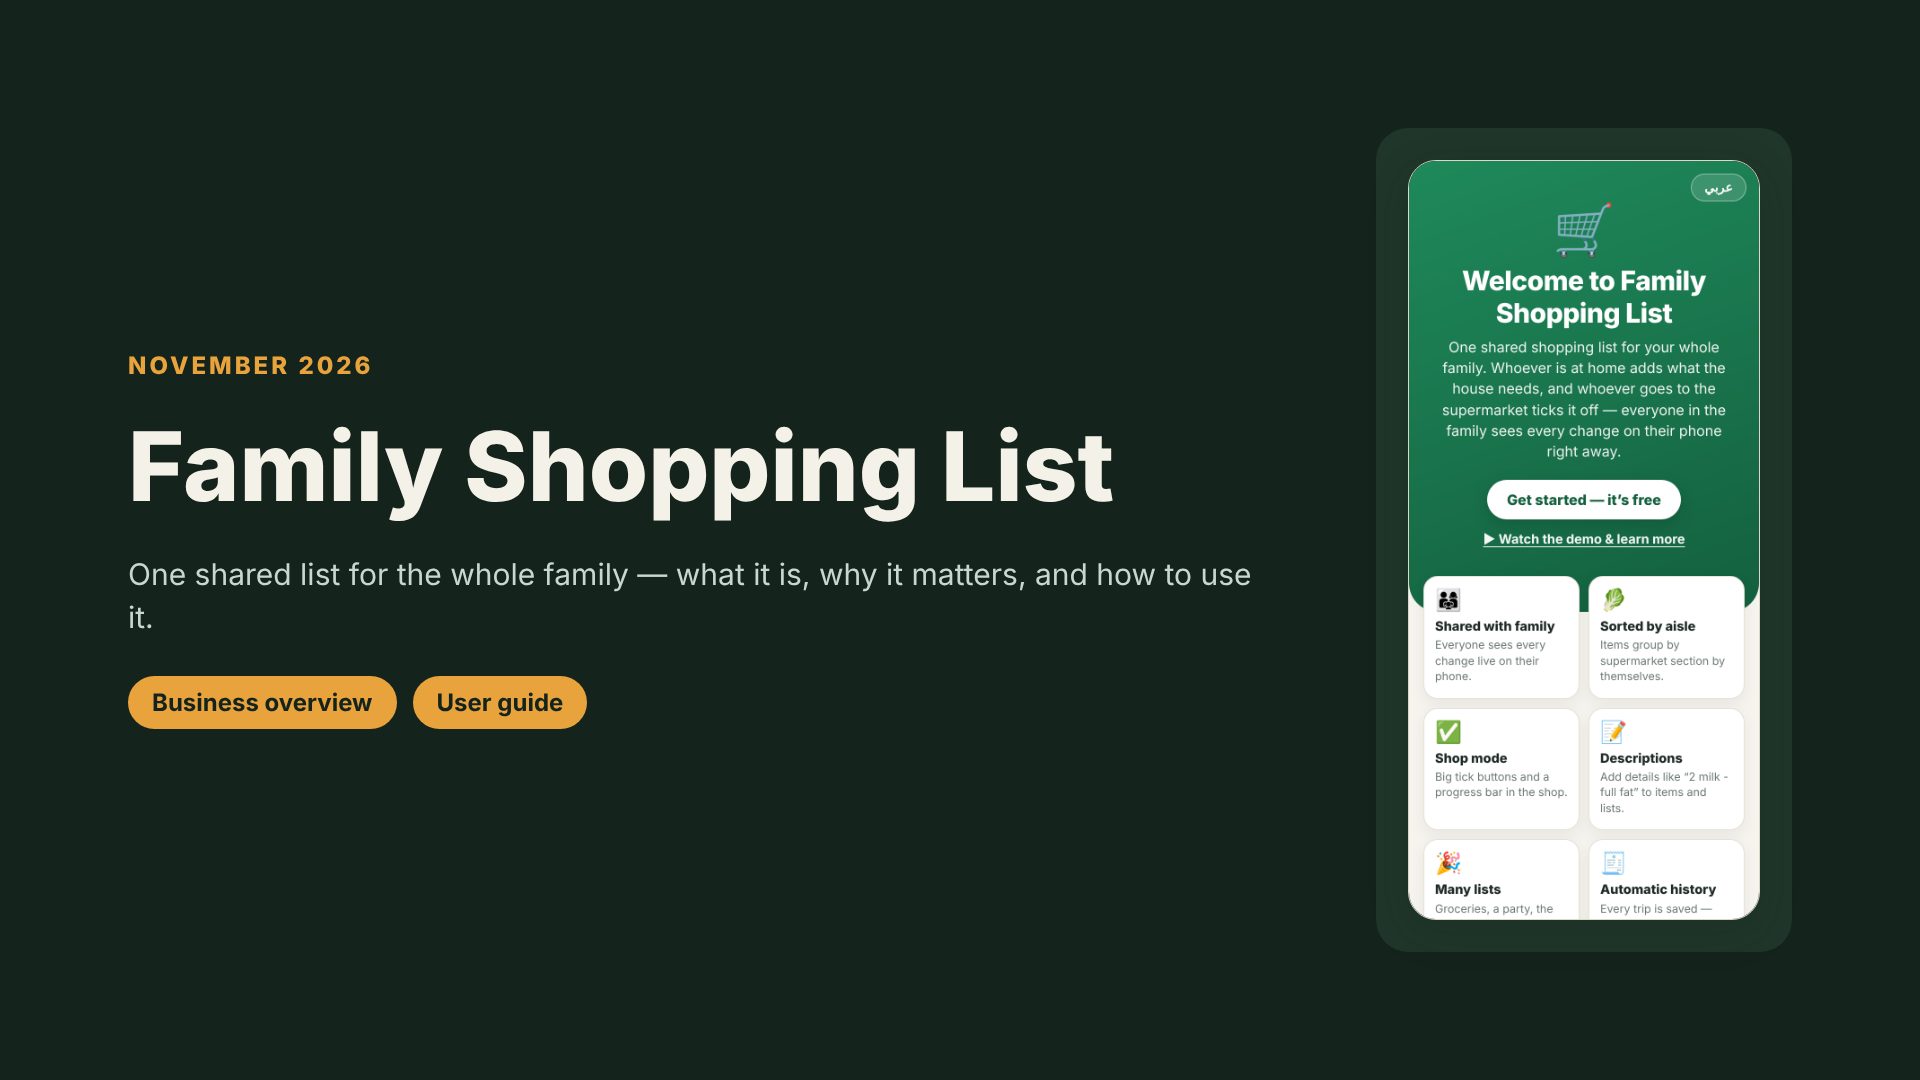 NOVEMBER 2026
Family Shopping List
One shared list for the whole family — what it is, why it matters, and how to use
it.
Business overview
User guide
عربي
Welcome to Family
Shopping List
One shared shopping list for your whole
family. Whoever is at home adds what the
house needs, and whoever goes to the
supermarket ticks it off — everyone in the
family sees every change on their phone
right away.
Get started — it’s free
▶ Watch the demo & learn more
Shared with family
Everyone sees every
change live on their
phone.
Sorted by aisle
Items group by
supermarket section by
themselves.
Shop mode
Big tick buttons and a
progress bar in the shop.
Descriptions
Add details like “2 milk -
full fat” to items and
lists.
Many lists
Groceries, a party, the
Automatic history
Every trip is saved —